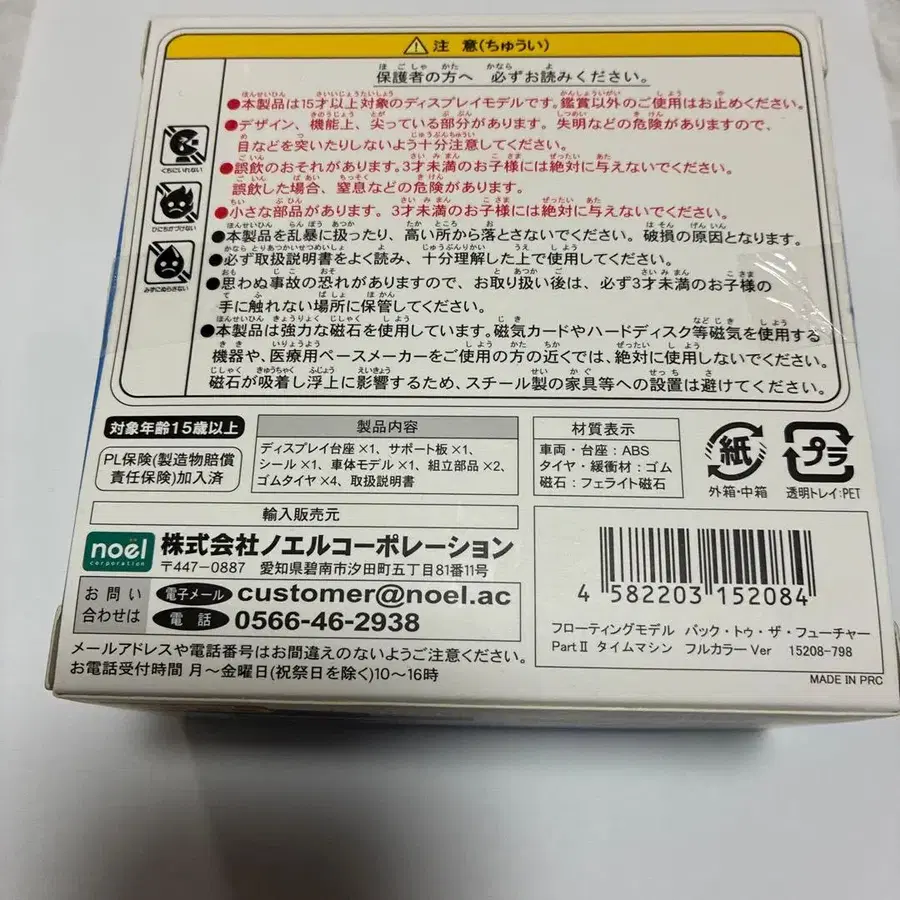 注 意(ちゅうい)
保護者の方へ 必ずお読みください。
●本製品は15才以上対象のディスプレイモデルです。鑑賞以外のご使用はお止めください。
●デザイン、機能上、尖っている部分があります。失明などの危険がありますので、
目などを突いたりしないよう十分注意してください。
●誤飲のおそれがあります。3才未満のお子様には絶対に与えないでください。
誤飲した場合、窒息などの危険があります。
●小さな部品があります。3才未満のお子様には絶対に与えないでください。
●本製品を乱暴に扱ったり、高い所から落とさないでください。破損の原因となります。
●必ず取扱説明書をよく読み、十分理解した上で使用してください。
●思わぬ事故の恐れがありますので、お取り扱い後は、必ず3才未満のお子様の
手に触れない場所に保管してください。
●本製品は強力な磁石を使用しています。磁気カードやハードディスク等磁気を使用する
機器や、医療用ペースメーカーをご使用の方の近くでは、絶対に使用しないでください。
磁石が吸着し浮上に影響するため、スチール製の家具等への設置は避けてください。
くちにいれない
ひにちかづけない
みずにぬらさない
対象年齢15歳以上
PL保険(製造物賠償
責任保険)加入済
製品内容
ディスプレイ台座×1、サポート板×1、
シール×1、車体モデル×1、組立部品×2、
ゴムタイヤ×4、取扱説明書
材質表示
車両・台座:ABS
タイヤ・緩衝材:ゴム
磁石:フェライト磁石
紙
外箱・中箱
プラ
透明トレイ:PET
輸入販売元
noel
corporation
株式会社ノエルコーポレーション
〒447-0887 愛知県碧南市汐田町五丁目81番11号
お問い
合わせは
電子メール customer@noel.ac
電話 0566-46-2938
メールアドレスや電話番号はお間違えのないようご注意ください。
お電話受付時間 月～金曜日(祝祭日を除く)10～16時
4 582203 152084
フローティングモデル バック・トゥ・ザ・フューチャー
PartⅡ タイムマシン フルカラーVer 15208-798
MADE IN PRC